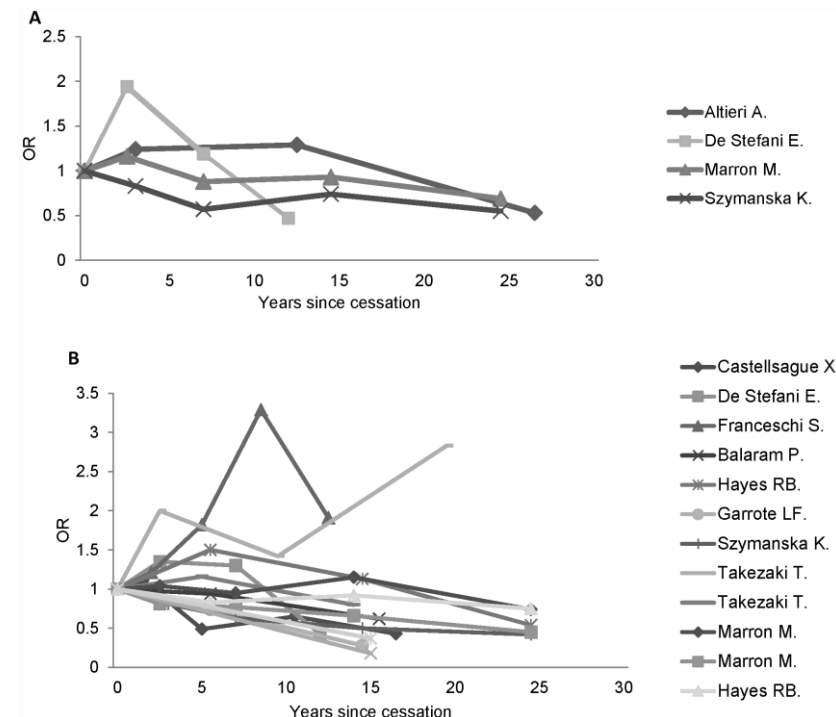 A
2.5
2
1.5
1
0.5
0
OR
0 5 10 15 20 25 30
Years since cessation
Altieri A.
De Stefani E.
Marron M.
Szymanska K.
B
3.5
3
2.5
2
1.5
1
0.5
0
OR
0 5 10 15 20 25 30
Years since cessation
Castellsague X
De Stefani E.
Franceschi S.
Balaram P.
Hayes RB.
Garrote LF.
Szymanska K.
Takezaki T.
Takezaki T.
Marron M.
Marron M.
Hayes RB.